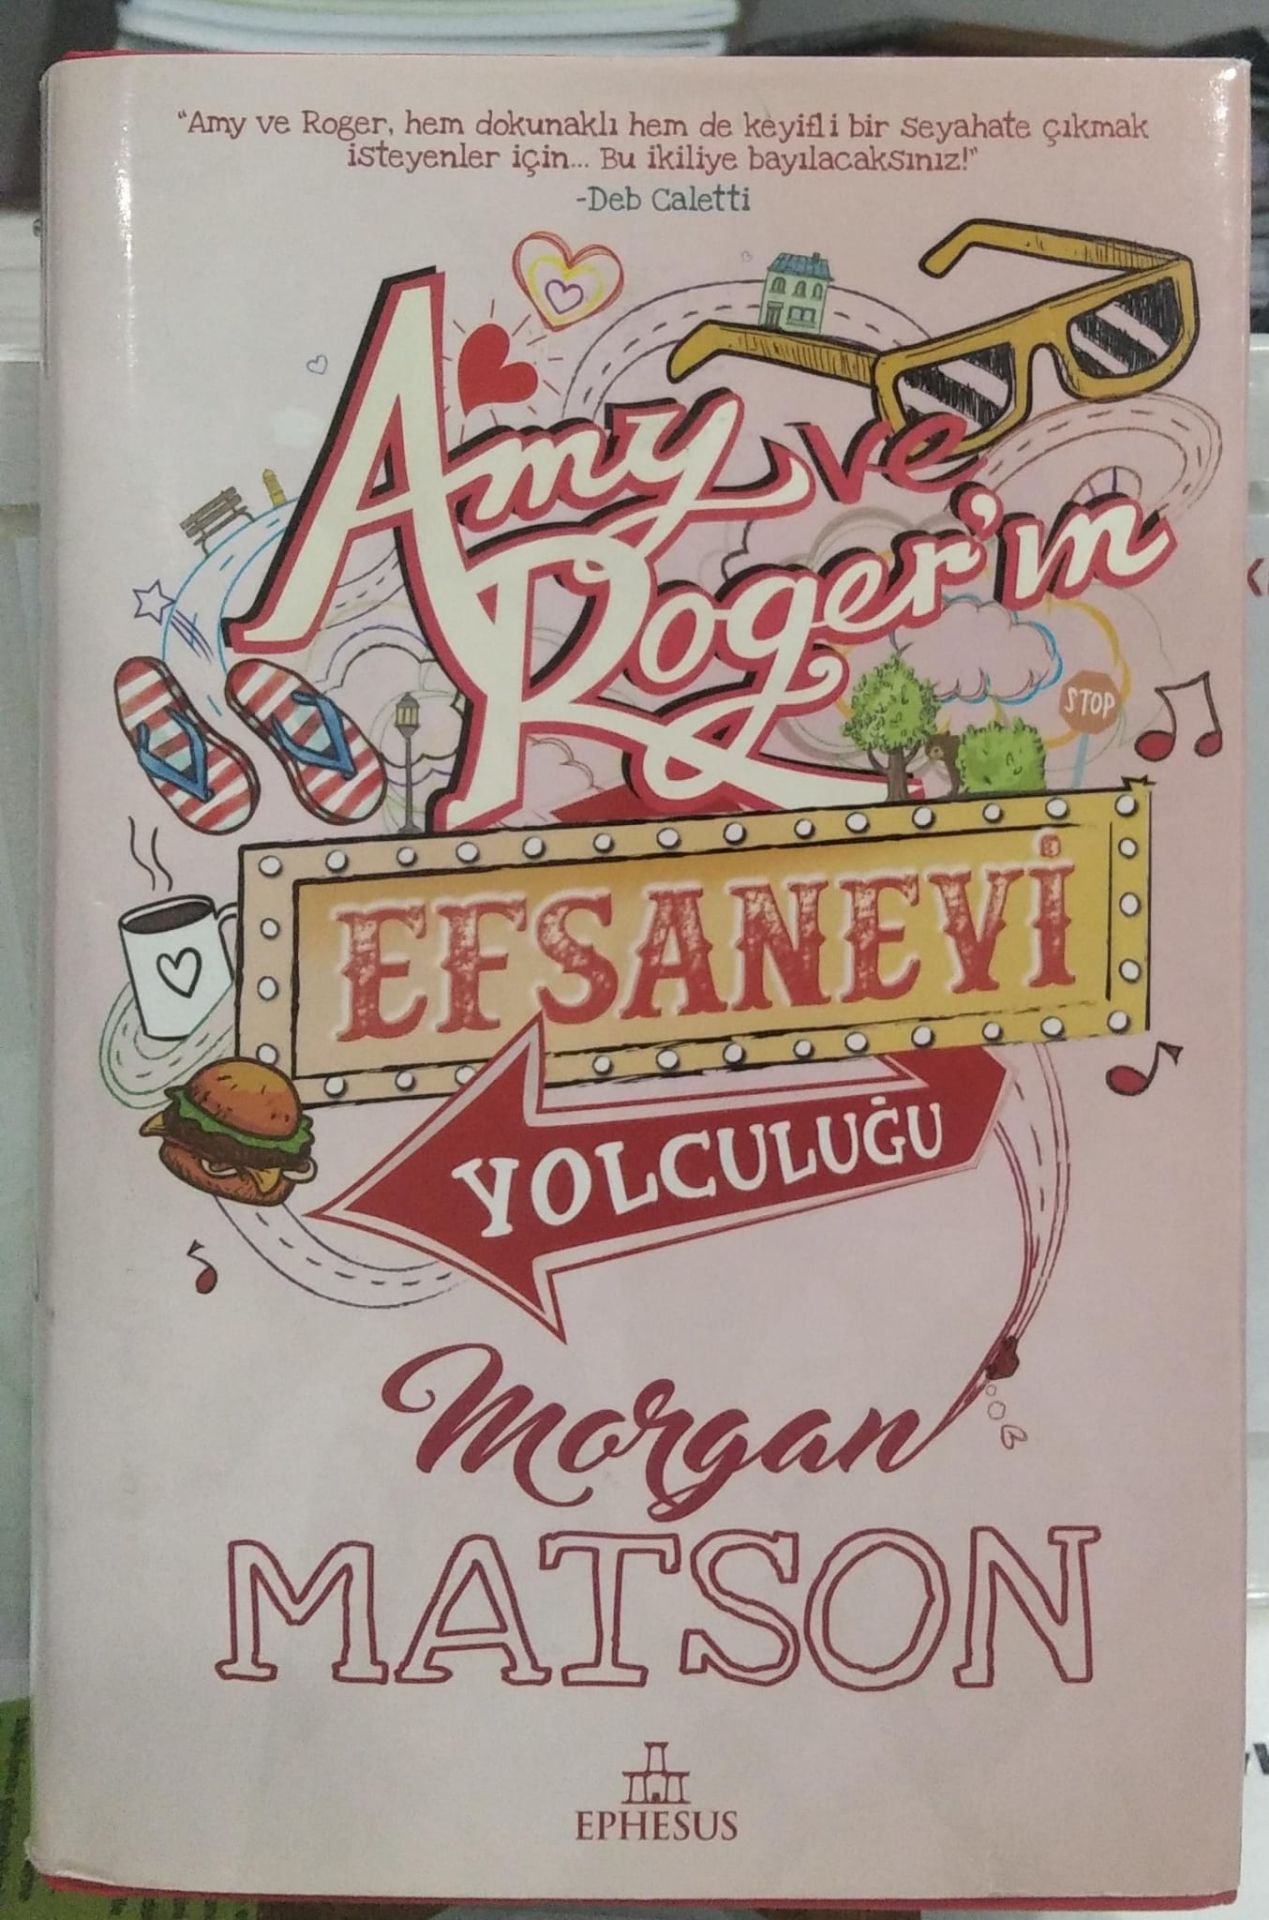 "Amy ve Roger, hem dokunaklı hem de keyifli bir seyahate çıkmak
isteyenler için... Bu ikiliye bayılacaksınız!"
-Deb Caletti
Amy ve
Roger'ın
STOP
EFSANEVİ
YOLCULUĞU
Morgan
MATSON
EPHESUS